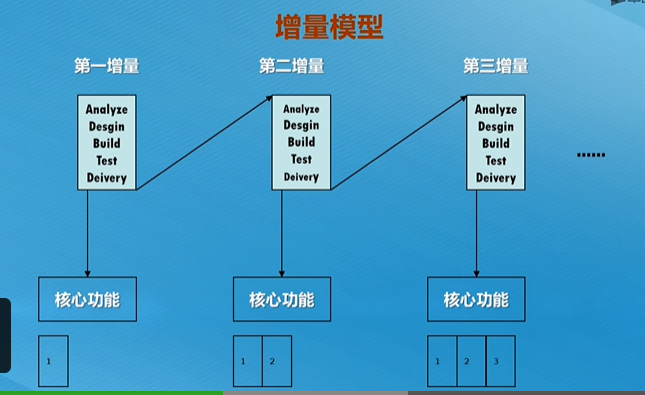 增量模型
第一增量
第二增量
第三增量
Analyze
Desgin
Build
Test
Deivery
Analyze
Desgin
Build
Test
Deivery
Analyze
Desgin
Build
Test
Deivery
······
核心功能
核心功能
核心功能
1
1 2
1 2 3